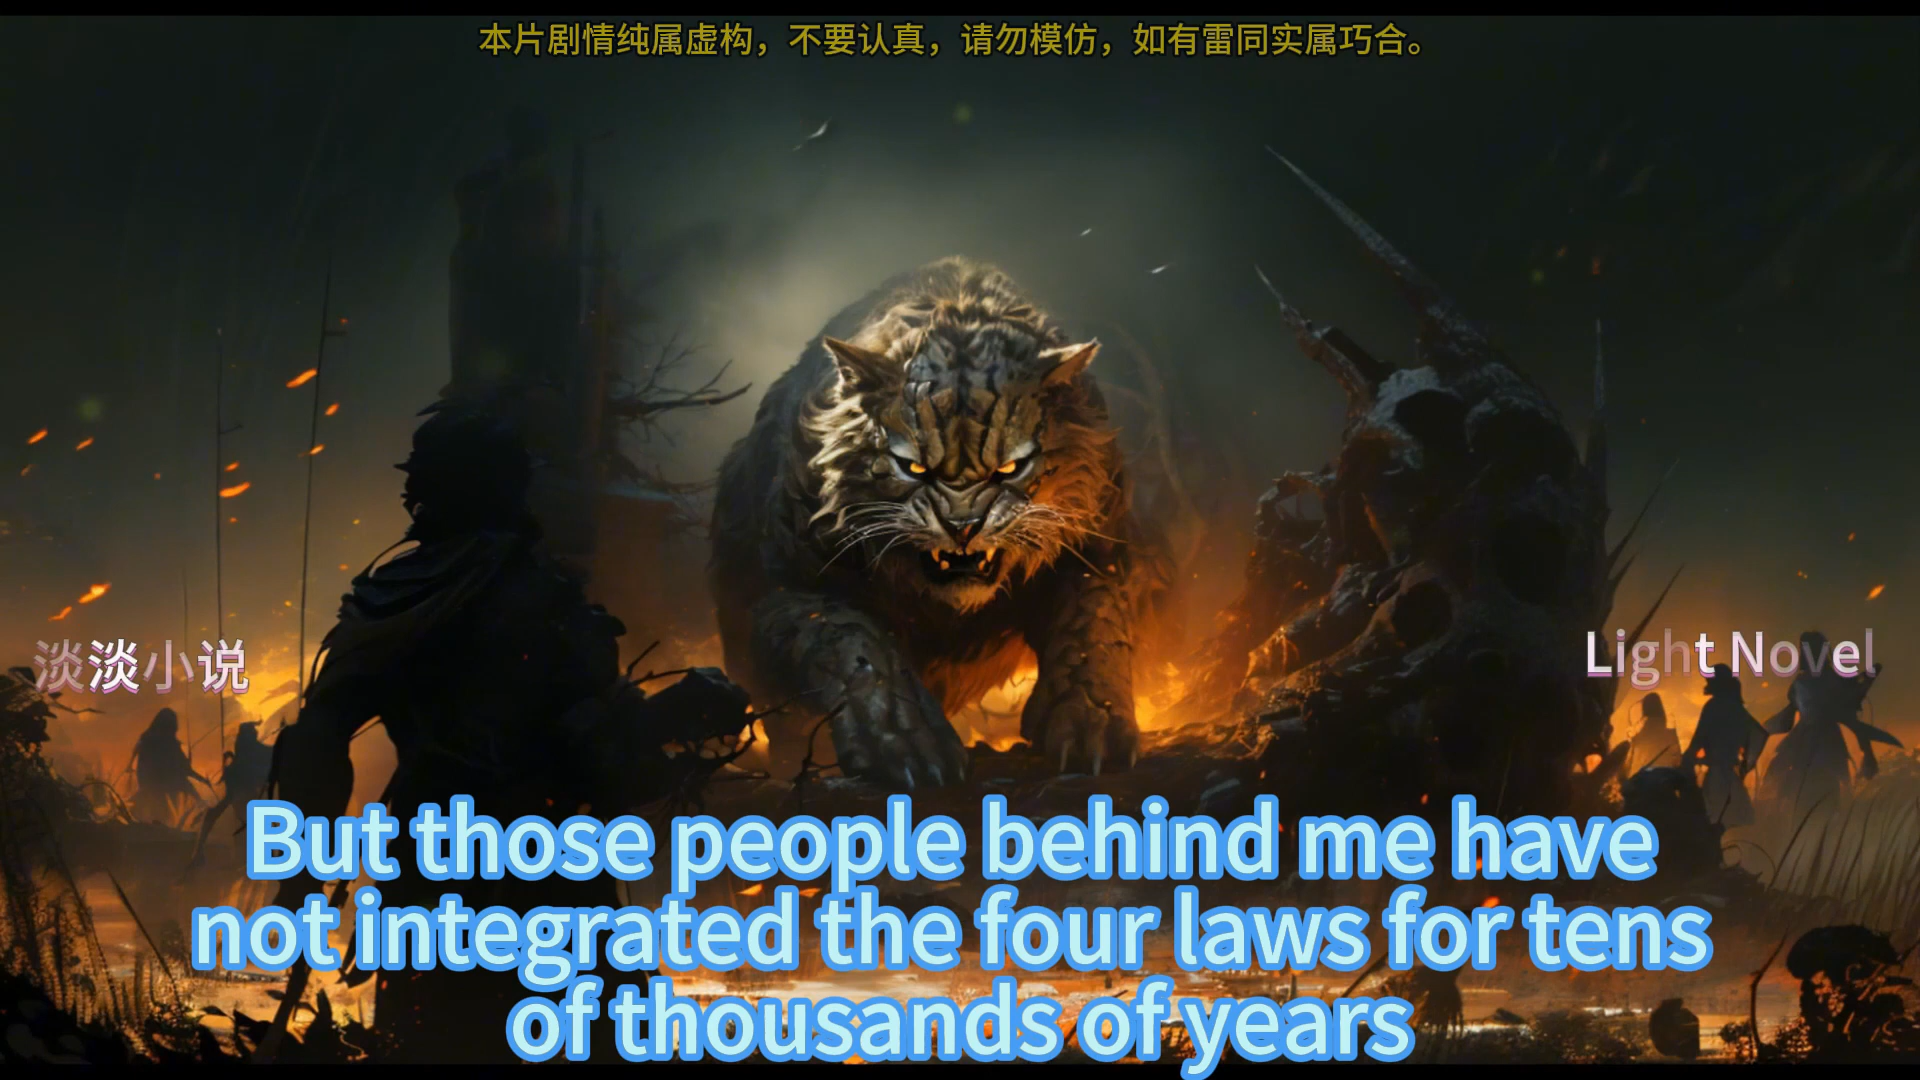 本片剧情纯属虚构，不要认真，请勿模仿，如有雷同实属巧合。
淡淡小说
Light Novel
But those people behind me have
not integrated the four laws for tens
of thousands of years